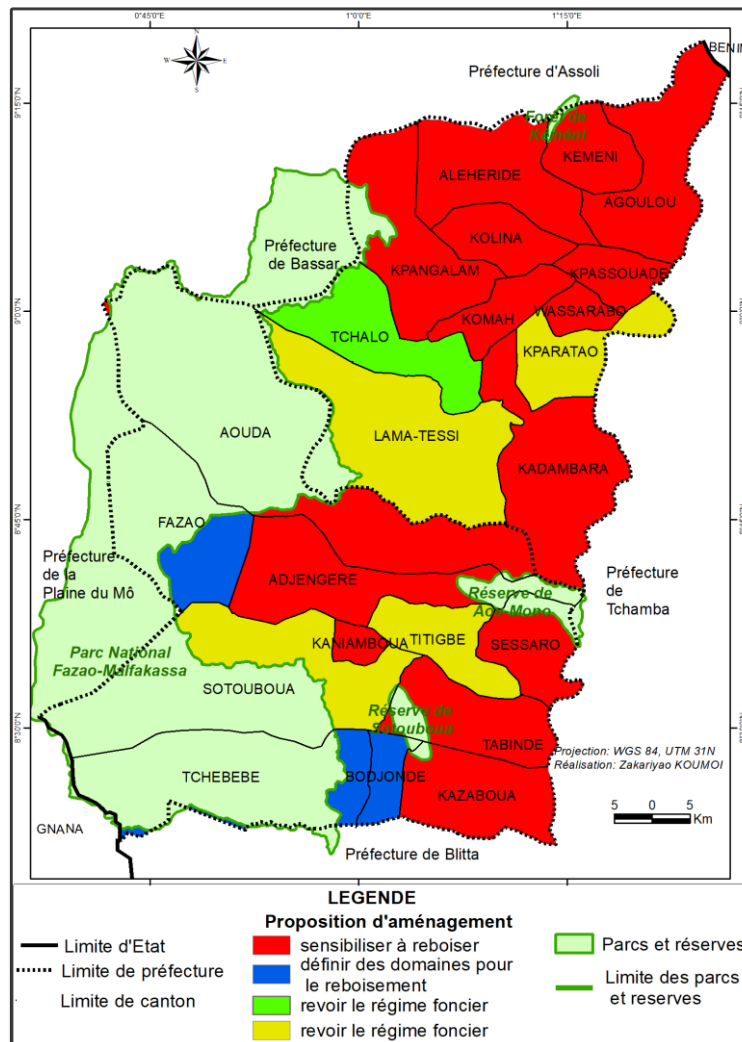 0°45'0"E
1°0'0"E
1°15'0"E
N
W
E
S
BENIN
Préfecture d'Assoli
9°15'0"N
Forêt de
Kéméni
KEMENI
ALEHERIDE
AGOULOU
KOLINA
Préfecture
de Bassar
KPANGALAM
KPASSOUADE
WASSARABO
KOMAH
9°0'0"N
TCHALO
KPARATAO
AOUDA
LAMA-TESSI
KADAMBARA
8°45'0"N
FAZAO
Préfecture
de la
Plaine du Mô
ADJENGERE
Préfecture
de
Tchamba
Réserve de
Aou-Mono
TITIGBE
KANIAMBOUA
SESSARO
Parc National
Fazao-Malfakassa
SOTOUBOUA
Réserve de
Sotouboua
8°30'0"N
TABINDE
Projection: WGS 84, UTM 31N
Réalisation: Zakariyao KOUMOI
TCHEBEBE
BODJONDE
KAZABOUA
5 0 5
Km
GNANA
Préfecture de Blitta
LEGENDE
Proposition d'aménagement
Limite d'Etat
Limite de préfecture
Limite de canton
sensibiliser à reboiser
définir des domaines pour
le reboisement
revoir le régime foncier
revoir le régime foncier
Parcs et réserves
Limite des parcs
et reserves